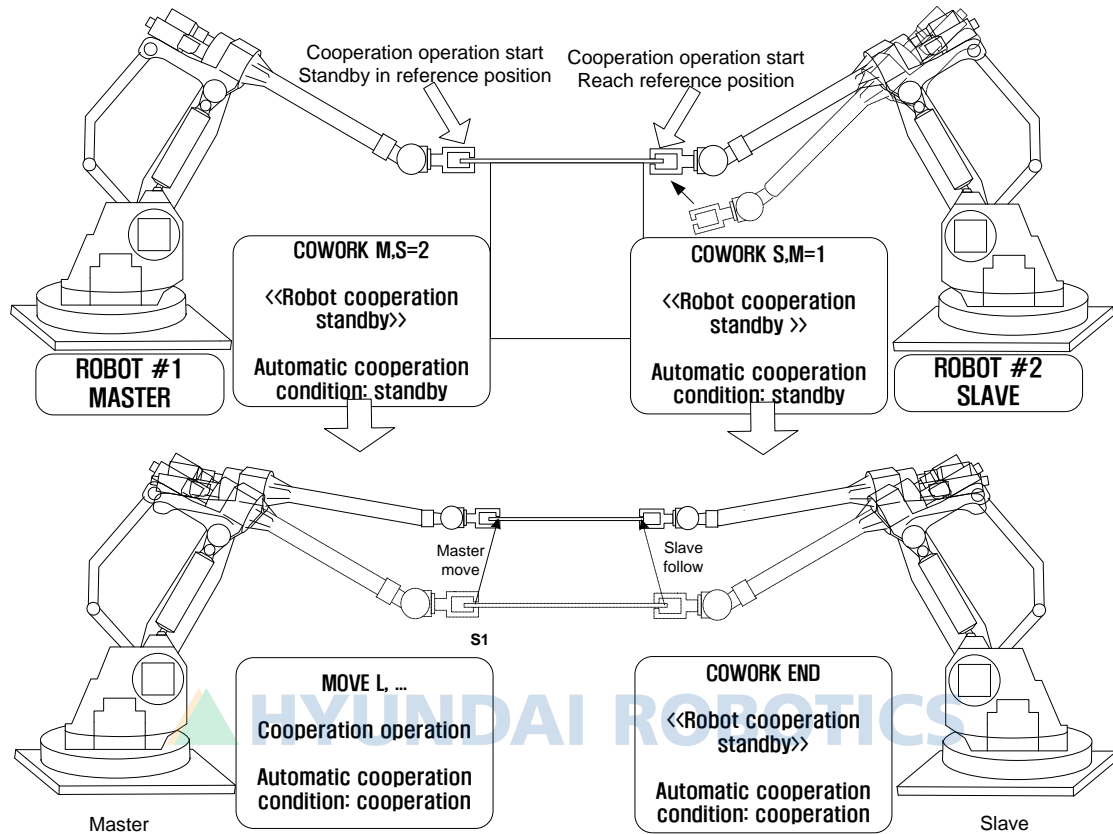 Cooperation operation start
Standby in reference position
Cooperation operation start
Reach reference position
COWORK M,S=2
<<Robot cooperation
standby>>
Automatic cooperation
condition: standby
COWORK S,M=1
<<Robot cooperation
standby >>
Automatic cooperation
condition: standby
ROBOT #1
MASTER
ROBOT #2
SLAVE
Master
move
Slave
follow
S1
MOVE L, ...
Cooperation operation
Automatic cooperation
condition: cooperation
COWORK END
<<Robot cooperation
standby>>
Automatic cooperation
condition: cooperation
HYUNDAI ROBOTICS
Master
Slave